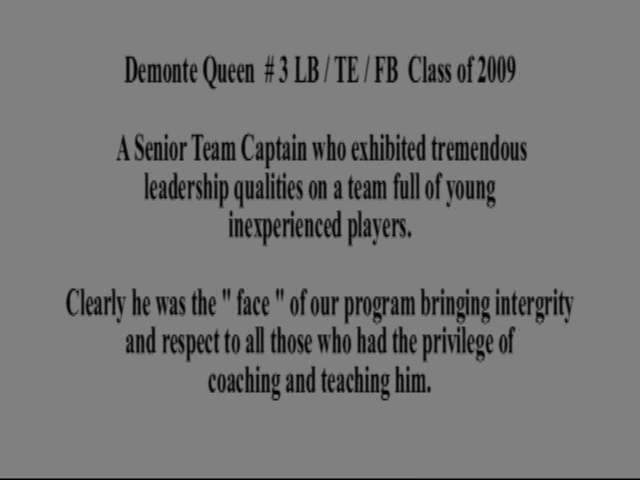 Demonte Queen # 3 LB / TE / FB Class of 2009
A Senior Team Captain who exhibited tremendous
leadership qualities on a team full of young
inexperienced players.
Clearly he was the " face " of our program bringing intergrity
and respect to all those who had the privilege of
coaching and teaching him.